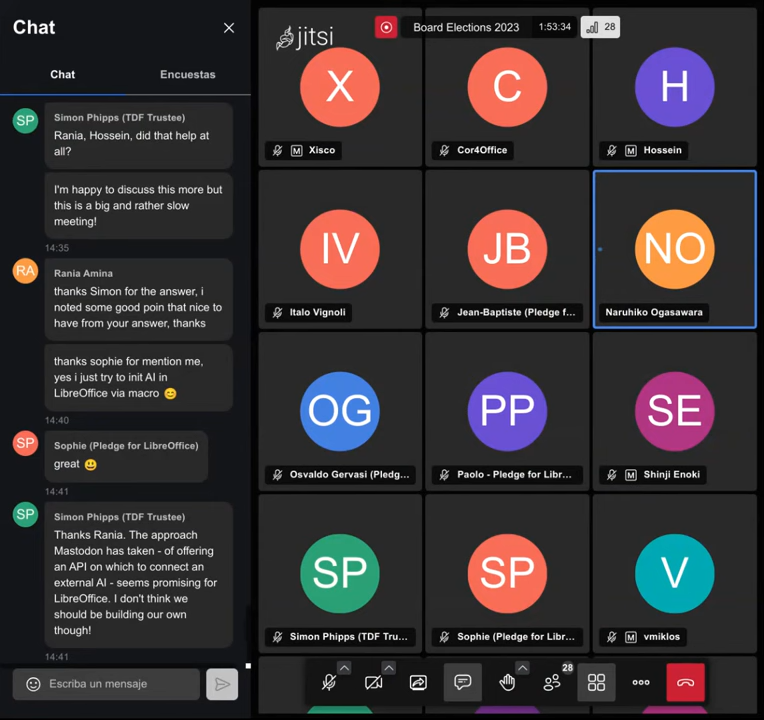 Chat
Chat
Encuestas
SP
Simon Phipps (TDF Trustee)
Rania, Hossein, did that help at
all?
I'm happy to discuss this more but
this is a big and rather slow
meeting!
14:35
RA
Rania Amina
thanks Simon for the answer, i
noted some good poin that nice to
have from your answer, thanks
thanks sophie for mention me,
yes i just try to init AI in
LibreOffice via macro 😊
14:40
SP
Sophie (Pledge for LibreOffice)
great 😃
14:41
SP
Simon Phipps (TDF Trustee)
Thanks Rania. The approach
Mastodon has taken - of offering
an API on which to connect an
external AI - seems promising for
LibreOffice. I don't think we
should be building our own
though!
14:41
Escriba un mensaje
jitsi
Board Elections 2023
1:53:34
28
X
M Xisco
C
Cor4Office
H
M Hossein
IV
Italo Vignoli
JB
Jean-Baptiste (Pledge f...
NO
Naruhiko Ogasawara
OG
Osvaldo Gervasi (Pledg...
PP
Paolo - Pledge for Libr...
SE
M Shinji Enoki
SP
Simon Phipps (TDF Tru...
SP
Sophie (Pledge for Libr...
V
M vmiklos
28